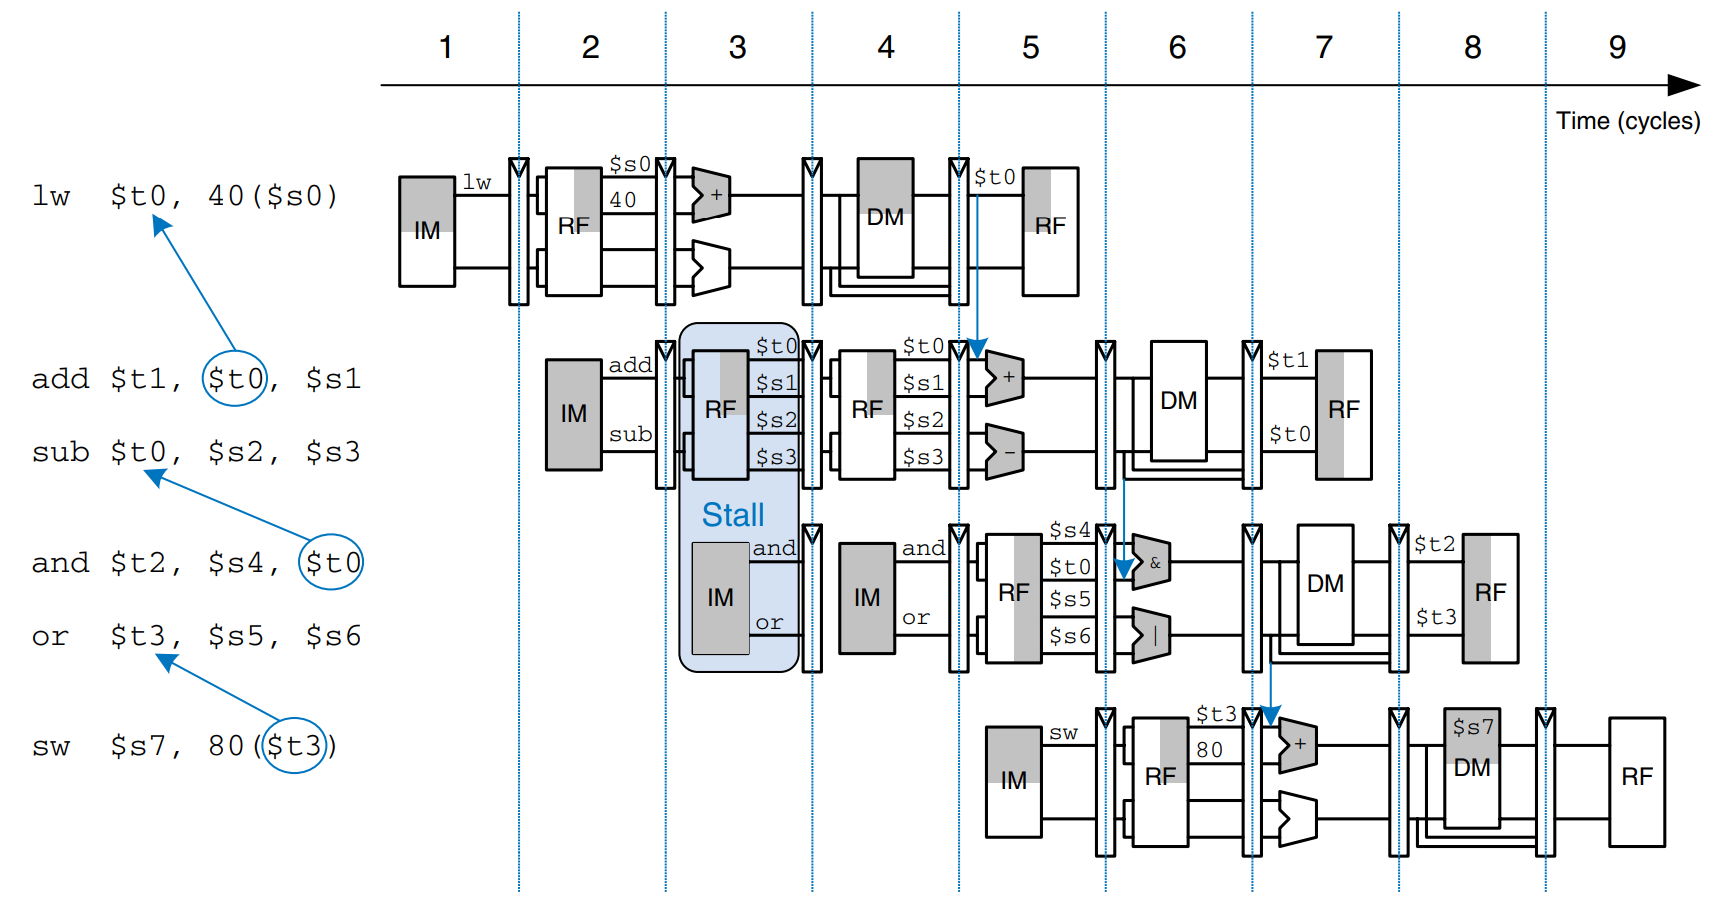 1 2 3 4 5 6 7 8 9
Time (cycles)
lw $t0, 40($s0)
IM lw RF $s0 40 + DM $t0 RF
add $t1, $t0, $s1
sub $t0, $s2, $s3
IM add sub RF $t0 $s1 $s2 $s3 RF $t0 $s1 $s2 $s3 + - DM $t1 $t0 RF
Stall
and $t2, $s4, $t0
or $t3, $s5, $s6
IM and or IM and or RF $s4 $t0 $s5 $s6 & | DM $t2 $t3 RF
sw $s7, 80($t3)
IM sw RF $t3 80 + $s7 DM RF